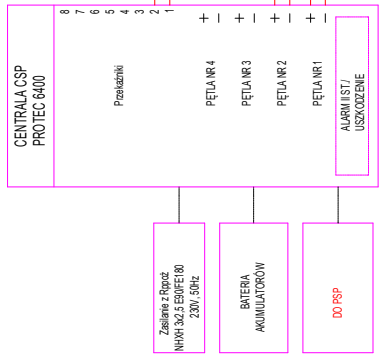 CENTRALA CSP
PROTEC 6400
8
7
6
5
4
3
2
1
Przekaźniki
+
−
PĘTLA NR 4
+
−
PĘTLA NR 3
+
−
PĘTLA NR 2
+
−
PĘTLA NR 1
ALARM II ST./
USZKODZENIE
Zasilanie z Rppoż
NHXH 3x2,5 E90/FE180
230V, 50Hz
BATERIA
AKUMULATORÓW
DO PSP